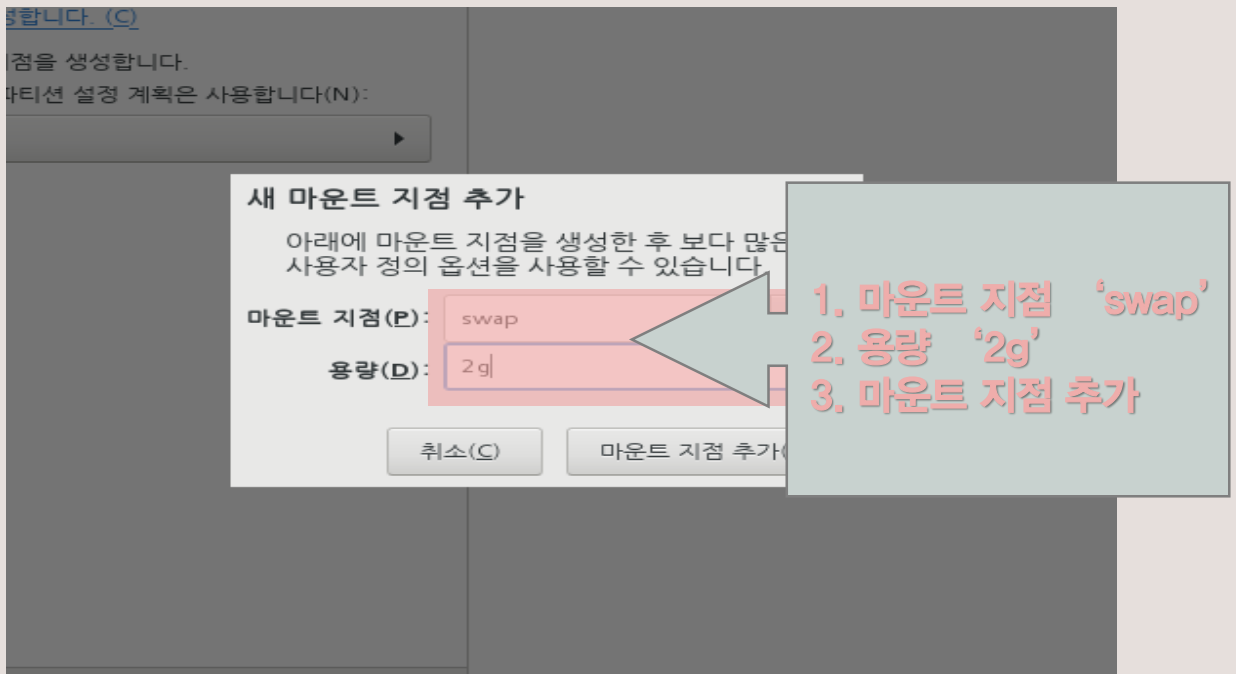 성합니다. (C)
지점을 생성합니다.
파티션 설정 계획은 사용합니다(N):
새 마운트 지점 추가
아래에 마운트 지점을 생성한 후 보다 많은
사용자 정의 옵션을 사용할 수 있습니다
마운트 지점(P): swap
용량(D): 2g
취소(C) 마운트 지점 추가(
1. 마운트 지점 ‘swap’
2. 용량 ‘2g’
3. 마운트 지점 추가